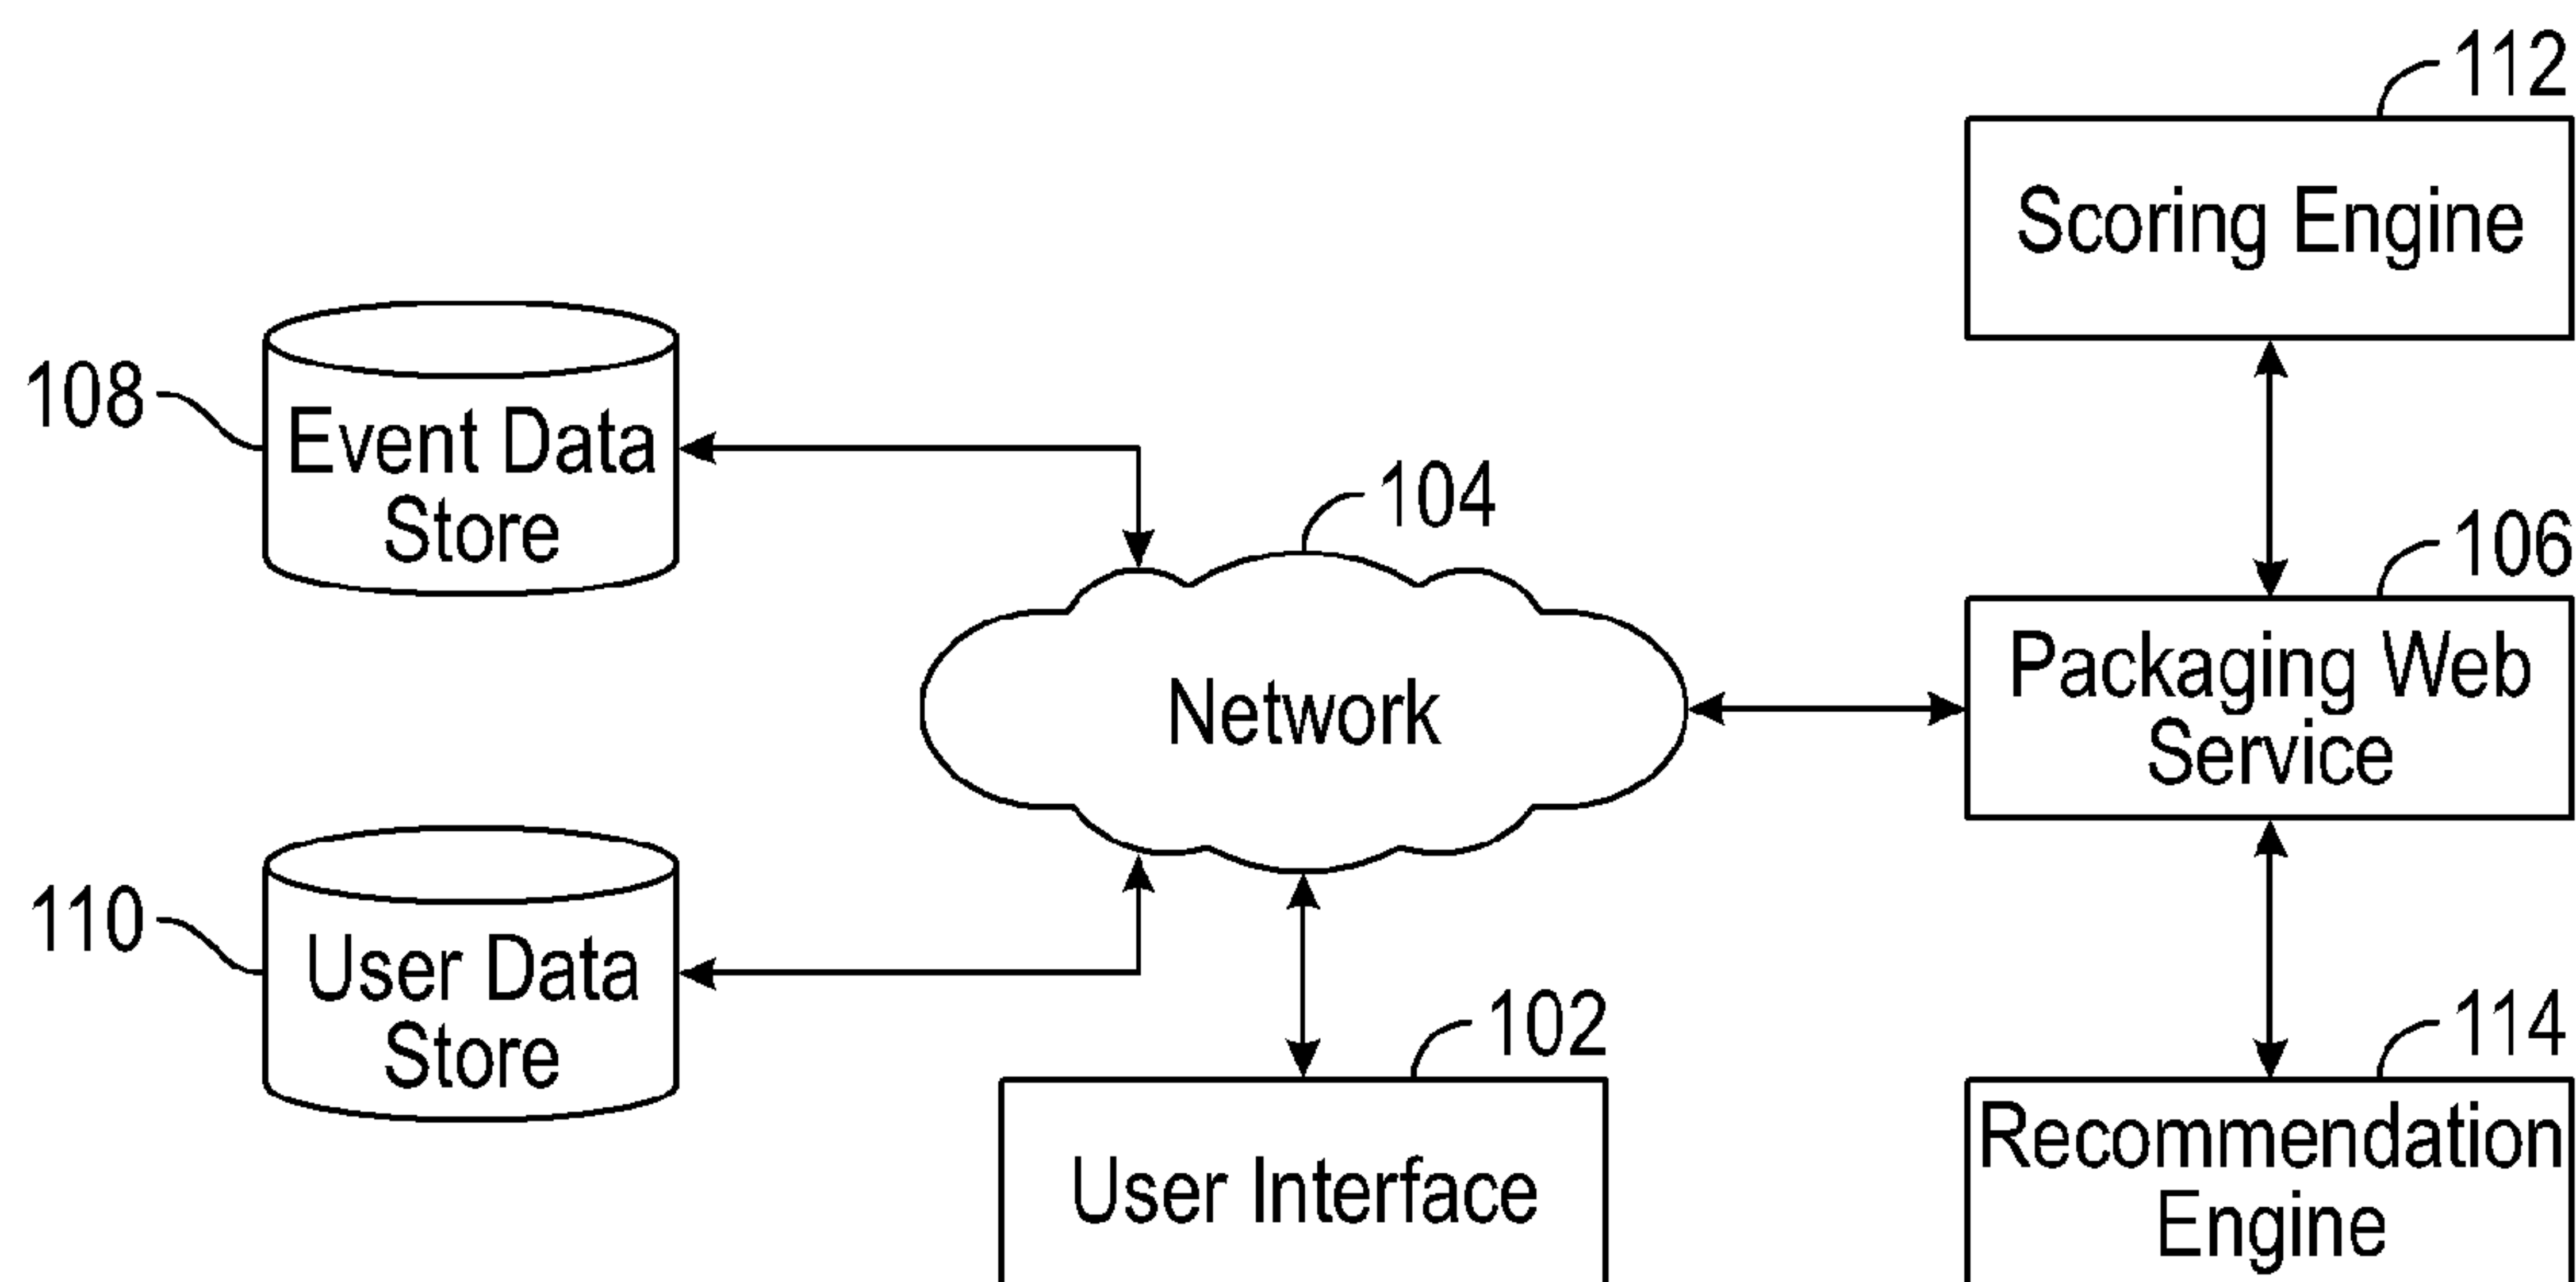 112
Scoring Engine
108
Event Data
Store
104
Network
106
Packaging Web
Service
110
User Data
Store
102
User Interface
114
Recommendation
Engine